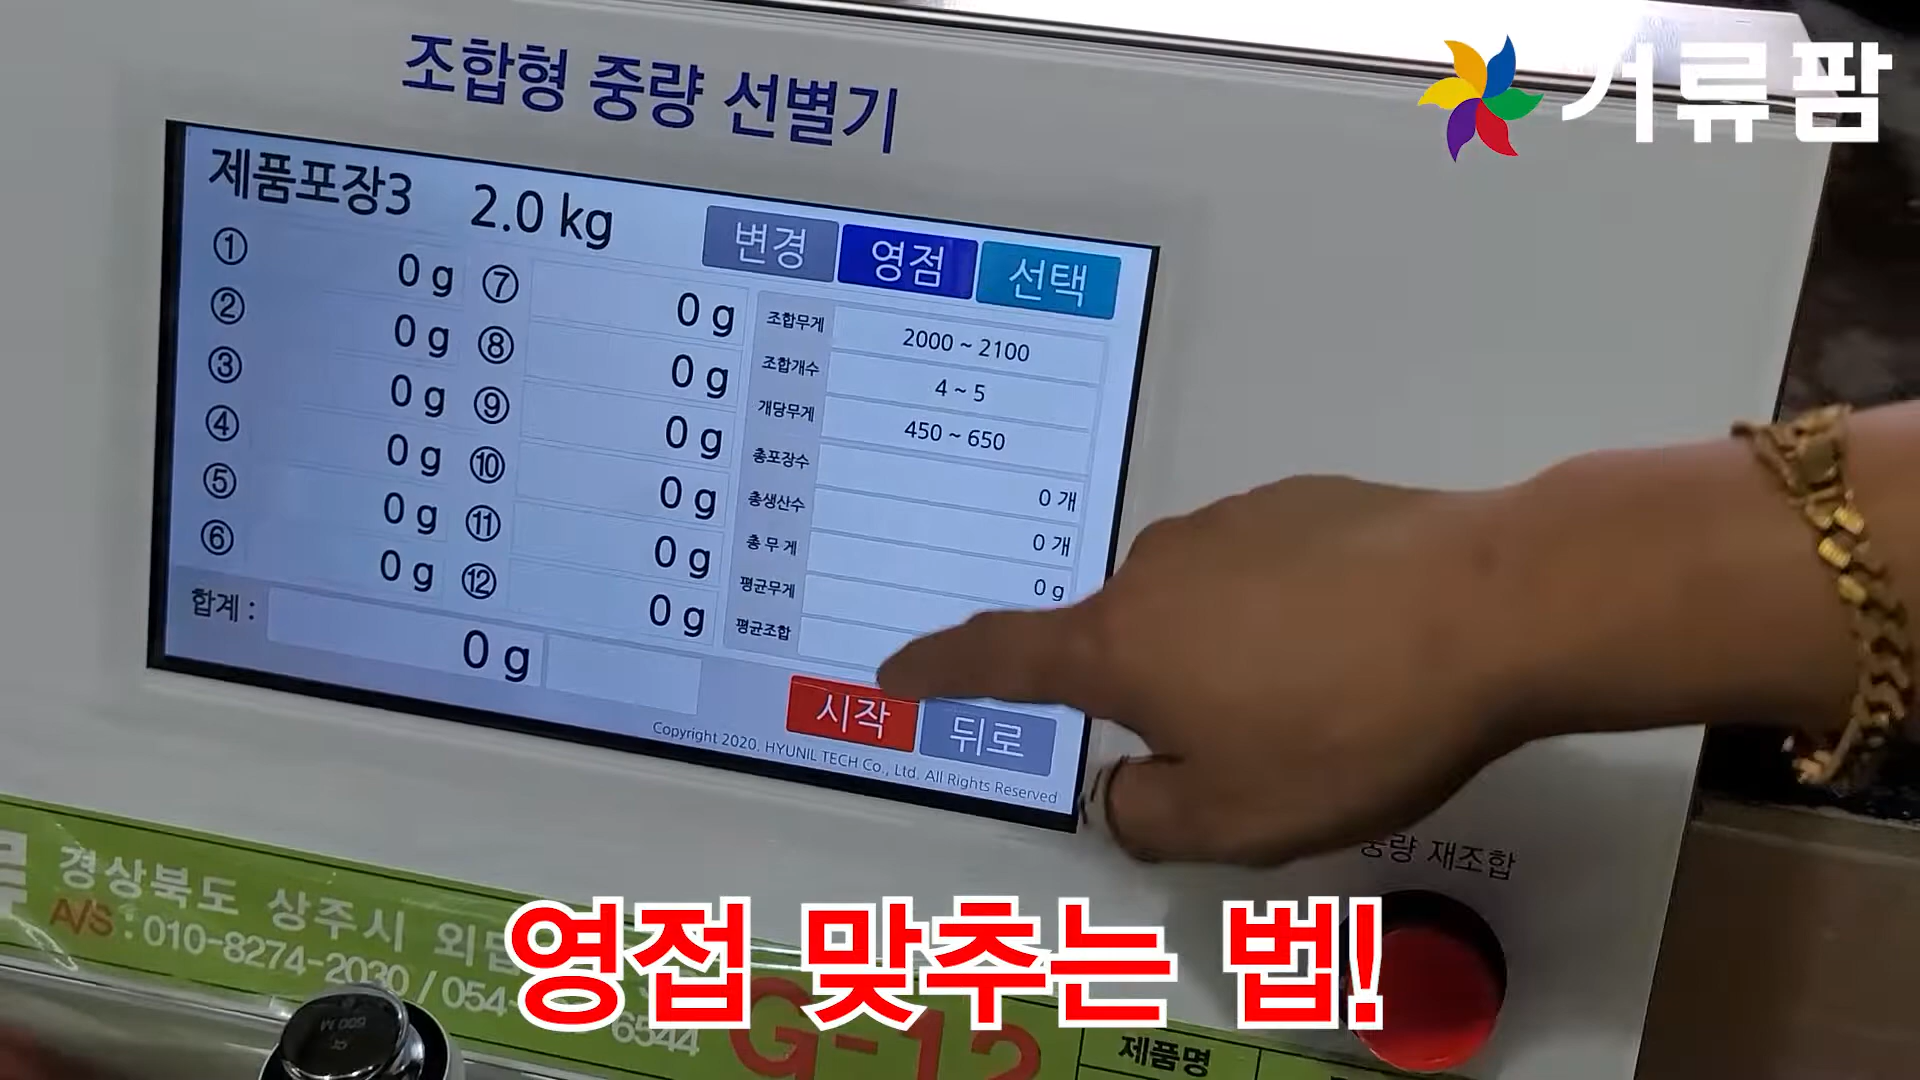 조합형 중량 선별기
기류팜
제품포장3 2.0 kg
변경 영점 선택
① 0 g ⑦ 0 g
② 0 g ⑧ 0 g
③ 0 g ⑨ 0 g
④ 0 g ⑩ 0 g
⑤ 0 g ⑪ 0 g
⑥ 0 g ⑫ 0 g
합계 : 0 g
조합무게 2000 ~ 2100
조합개수 4 ~ 5
개당무게 450 ~ 650
총포장수 0 개
총생산수 0 개
총 무 게 0 g
평균무게
평균조합
시작 뒤로
Copyright 2020. HYUNIL TECH Co., Ltd. All Rights Reserved
중량 재조합
경상북도 상주시 외
A/S : 010-8274-2030 / 054-
6544
G-12
제품명
영접 맞추는 법!